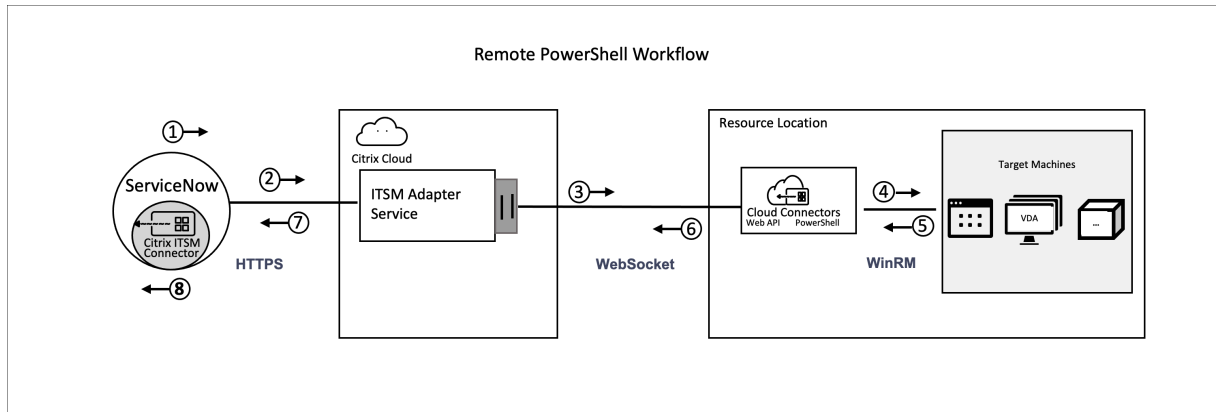 Remote PowerShell Workflow
①
②
⑦
⑧
ServiceNow
Citrix ITSM
Connector
HTTPS
Citrix Cloud
ITSM Adapter
Service
③
⑥
WebSocket
Resource Location
Cloud Connectors
Web API PowerShell
④
⑤
WinRM
Target Machines
VDA
...